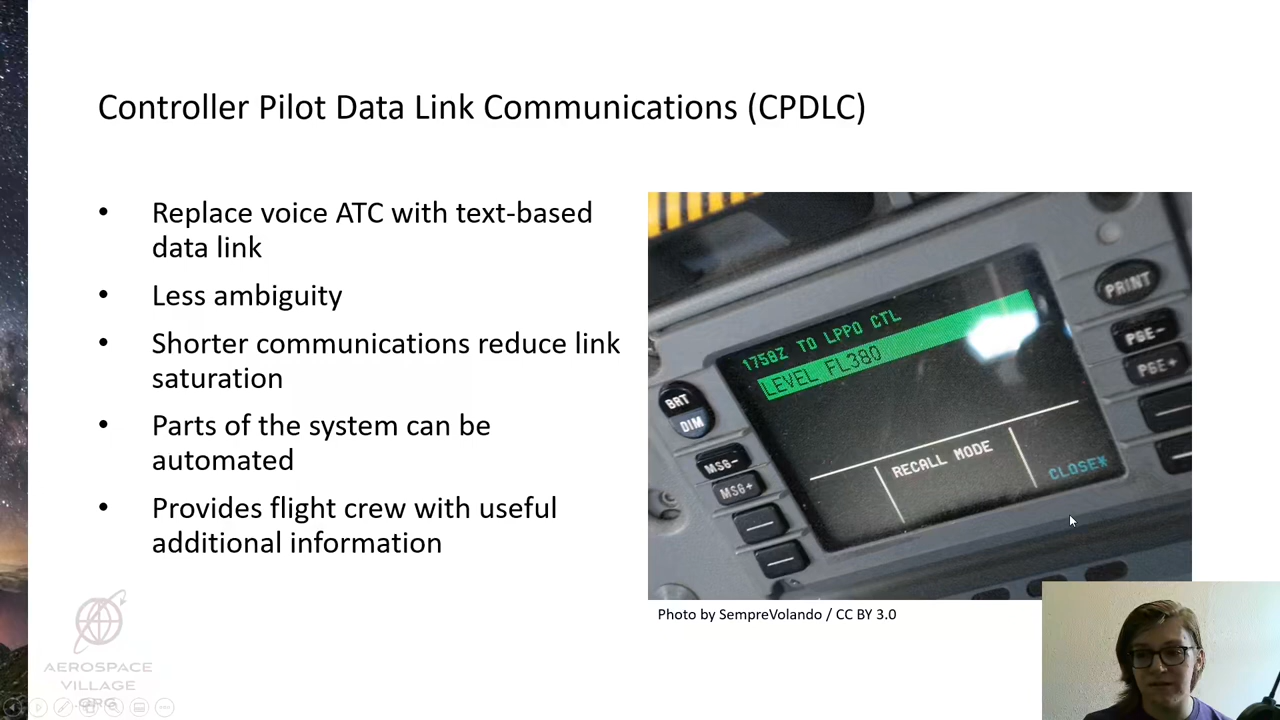 Controller Pilot Data Link Communications (CPDLC)
• Replace voice ATC with text-based
data link
• Less ambiguity
• Shorter communications reduce link
saturation
• Parts of the system can be
automated
• Provides flight crew with useful
additional information
1758Z TO LPPO CTL
LEVEL FL380
RECALL MODE
CLOSE*
BRT
DIM
MSG-
MSG+
PRINT
PGE-
PGE+
Photo by SempreVolando / CC BY 3.0
AEROSPACE
VILLAGE
.ORG